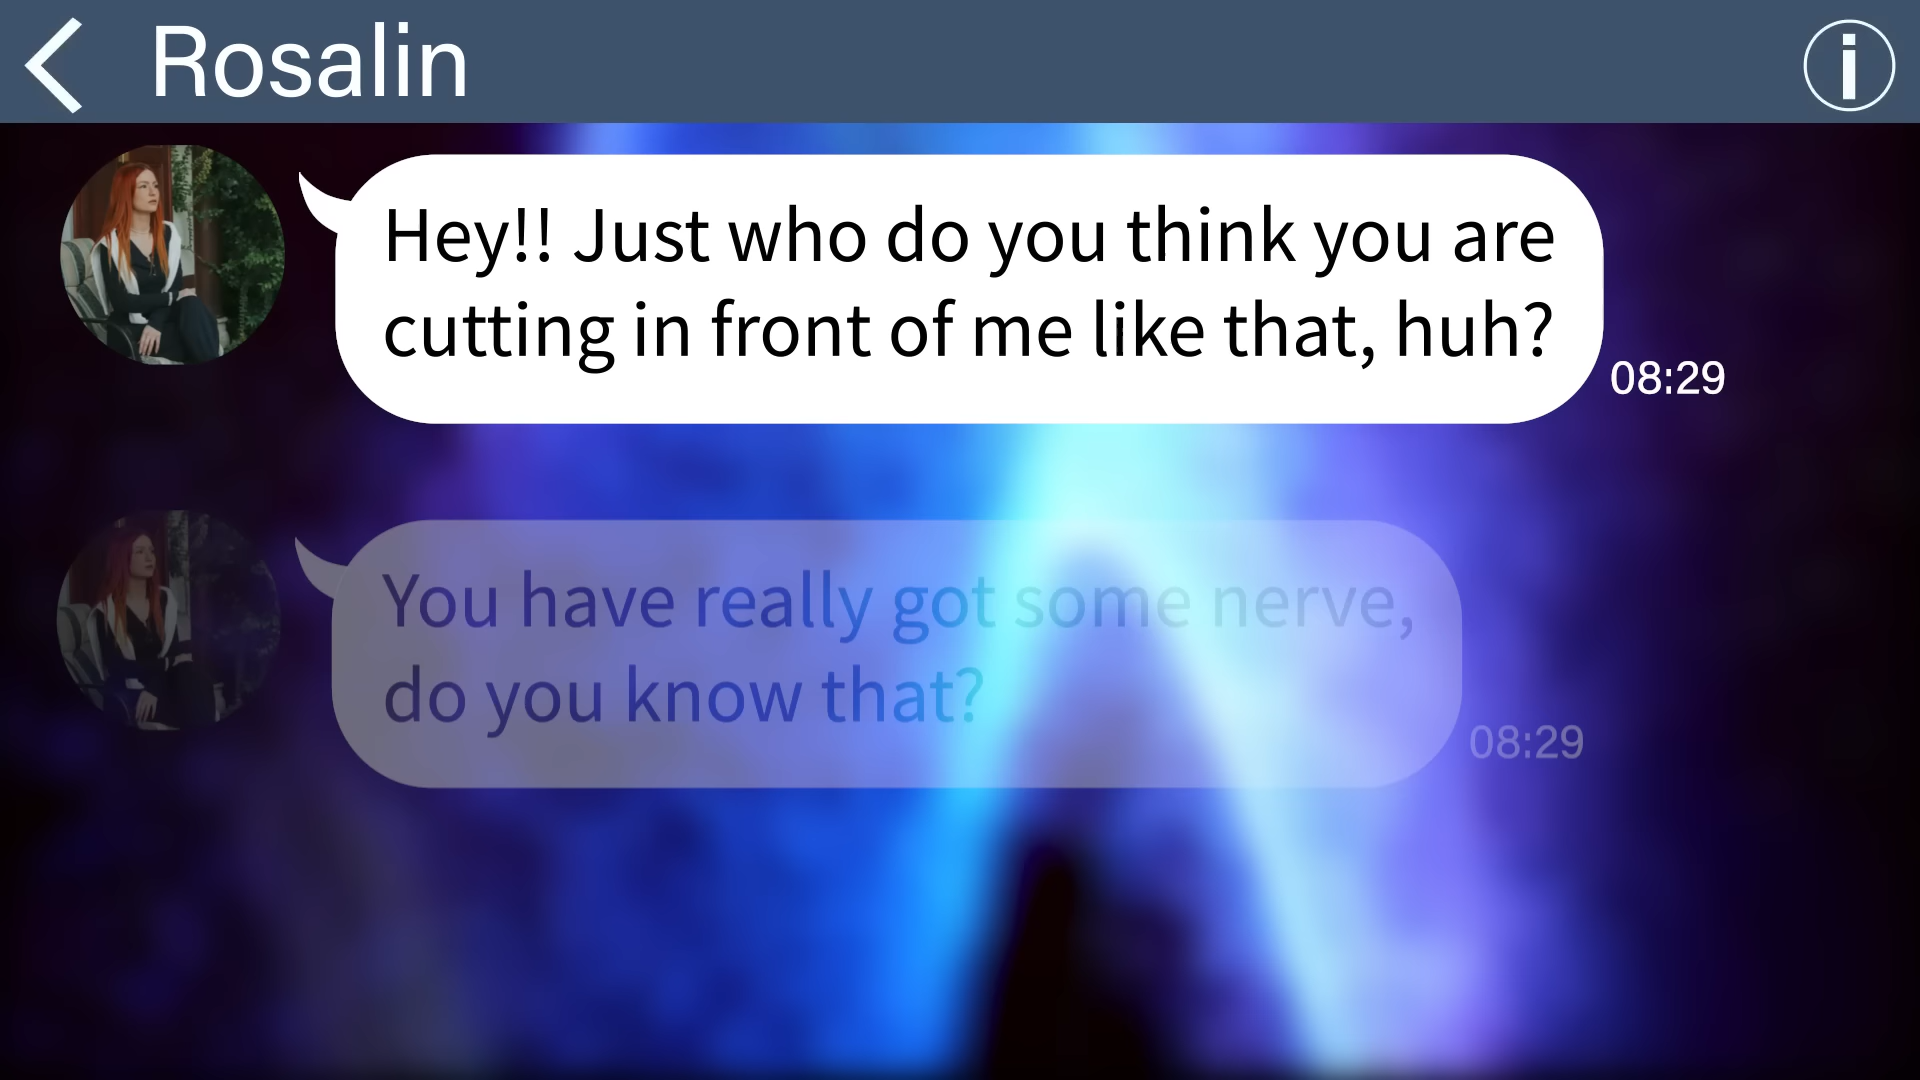 Rosalin
Hey!! Just who do you think you are
cutting in front of me like that, huh?
08:29
You have really got some nerve,
do you know that?
08:29